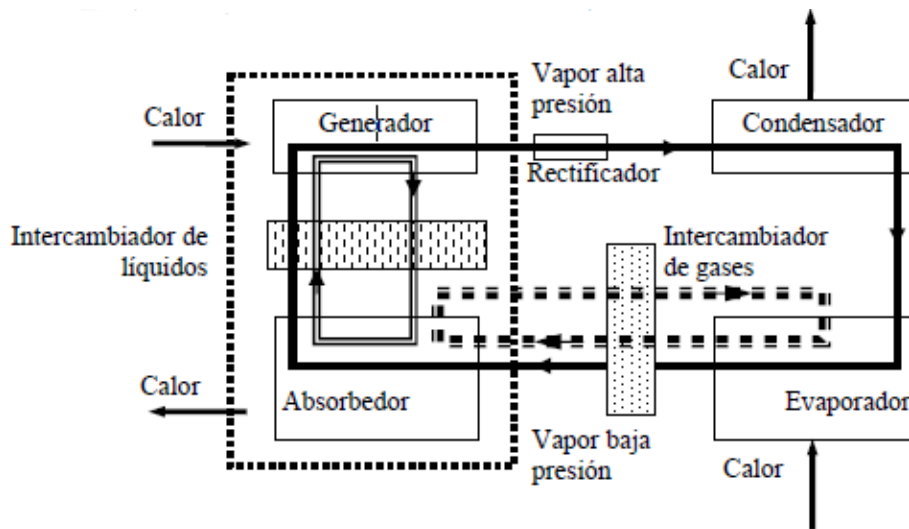 Vapor alta
presión
Calor
Calor
Generador
Condensador
Rectificador
Intercambiador de
líquidos
Intercambiador
de gases
Calor
Absorbedor
Evaporador
Vapor baja
presión
Calor